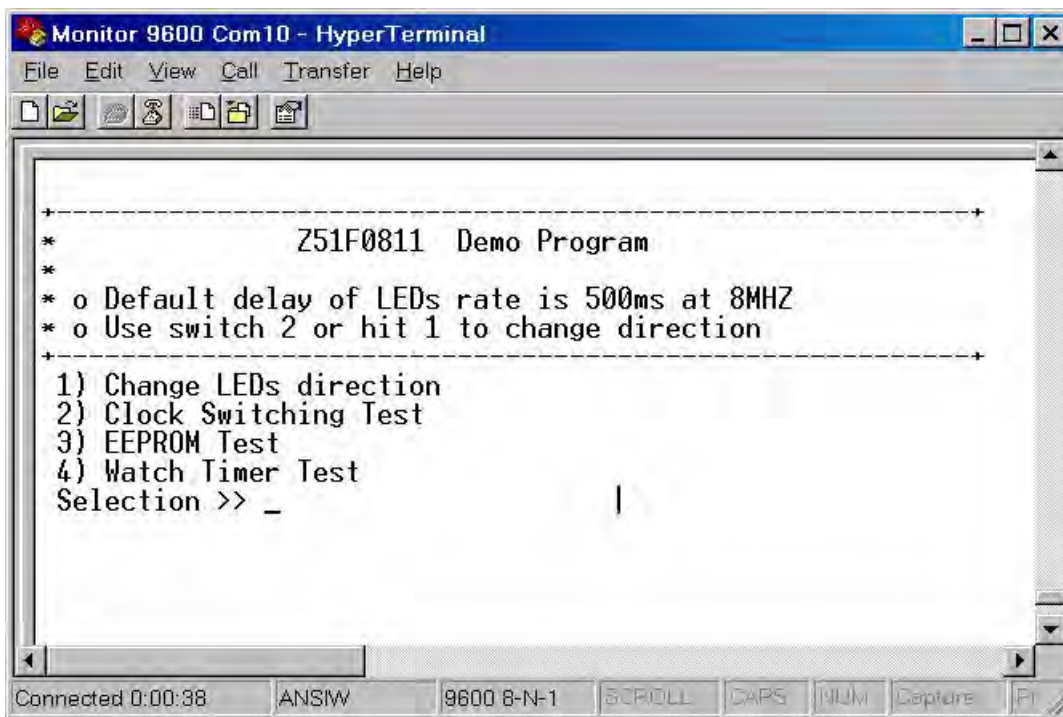 Monitor 9600 Com10 - HyperTerminal
File Edit View Call Transfer Help
+-----------------------------------------------------------+
* Z51F0811 Demo Program
*
* o Default delay of LEDs rate is 500ms at 8MHZ
* o Use switch 2 or hit 1 to change direction
+-----------------------------------------------------------+
1) Change LEDs direction
2) Clock Switching Test
3) EEPROM Test
4) Watch Timer Test
Selection >> _
Connected 0:00:38 ANSIW 9600 8-N-1 SCROLL CAPS NUM Capture